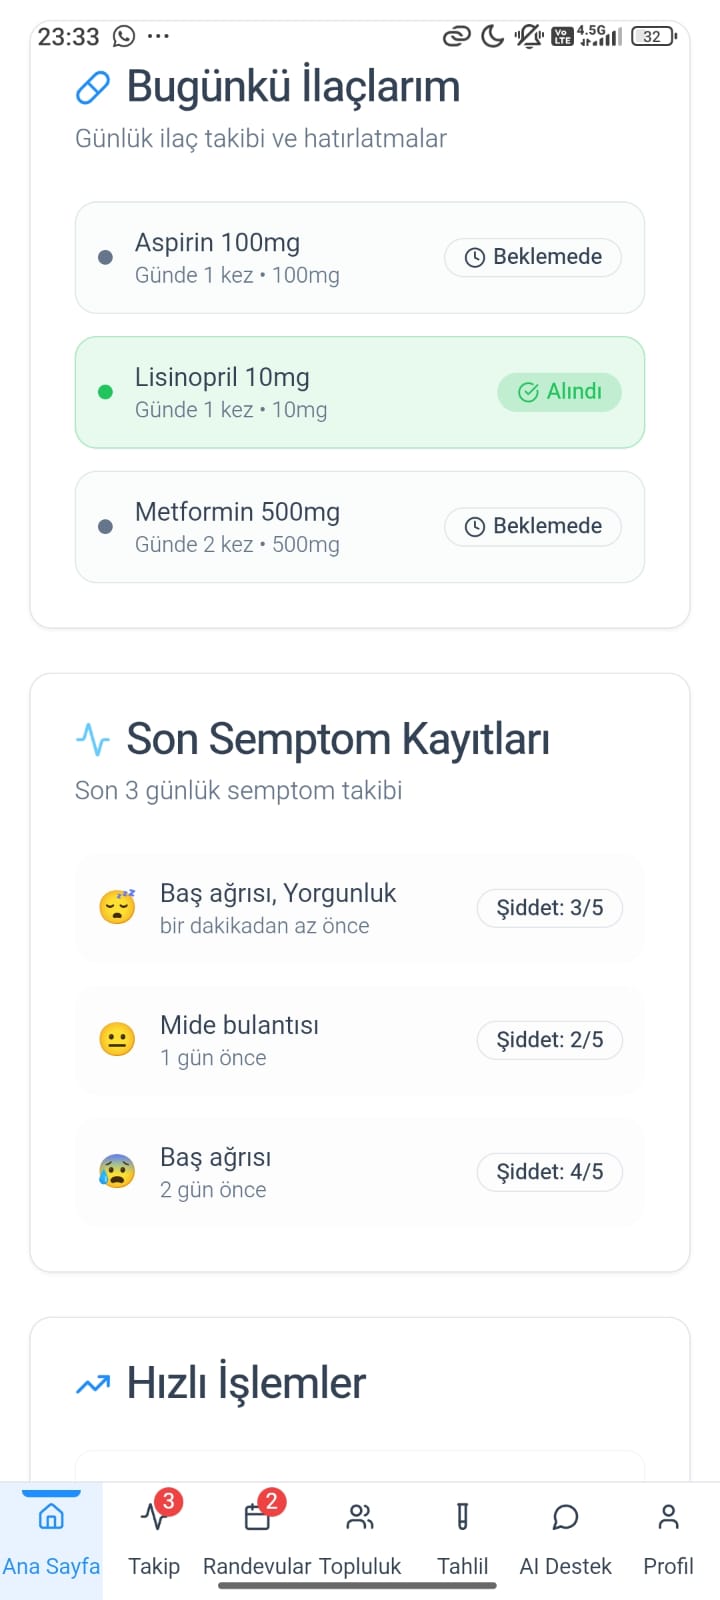 23:33
Vo LTE 4.5G 32
Bugünkü İlaçlarım
Günlük ilaç takibi ve hatırlatmalar
Aspirin 100mg
Günde 1 kez • 100mg
Beklemede
Lisinopril 10mg
Günde 1 kez • 10mg
Alındı
Metformin 500mg
Günde 2 kez • 500mg
Beklemede
Son Semptom Kayıtları
Son 3 günlük semptom takibi
Baş ağrısı, Yorgunluk
bir dakikadan az önce
Şiddet: 3/5
Mide bulantısı
1 gün önce
Şiddet: 2/5
Baş ağrısı
2 gün önce
Şiddet: 4/5
Hızlı İşlemler
3
2
Ana Sayfa Takip Randevular Topluluk Tahlil AI Destek Profil